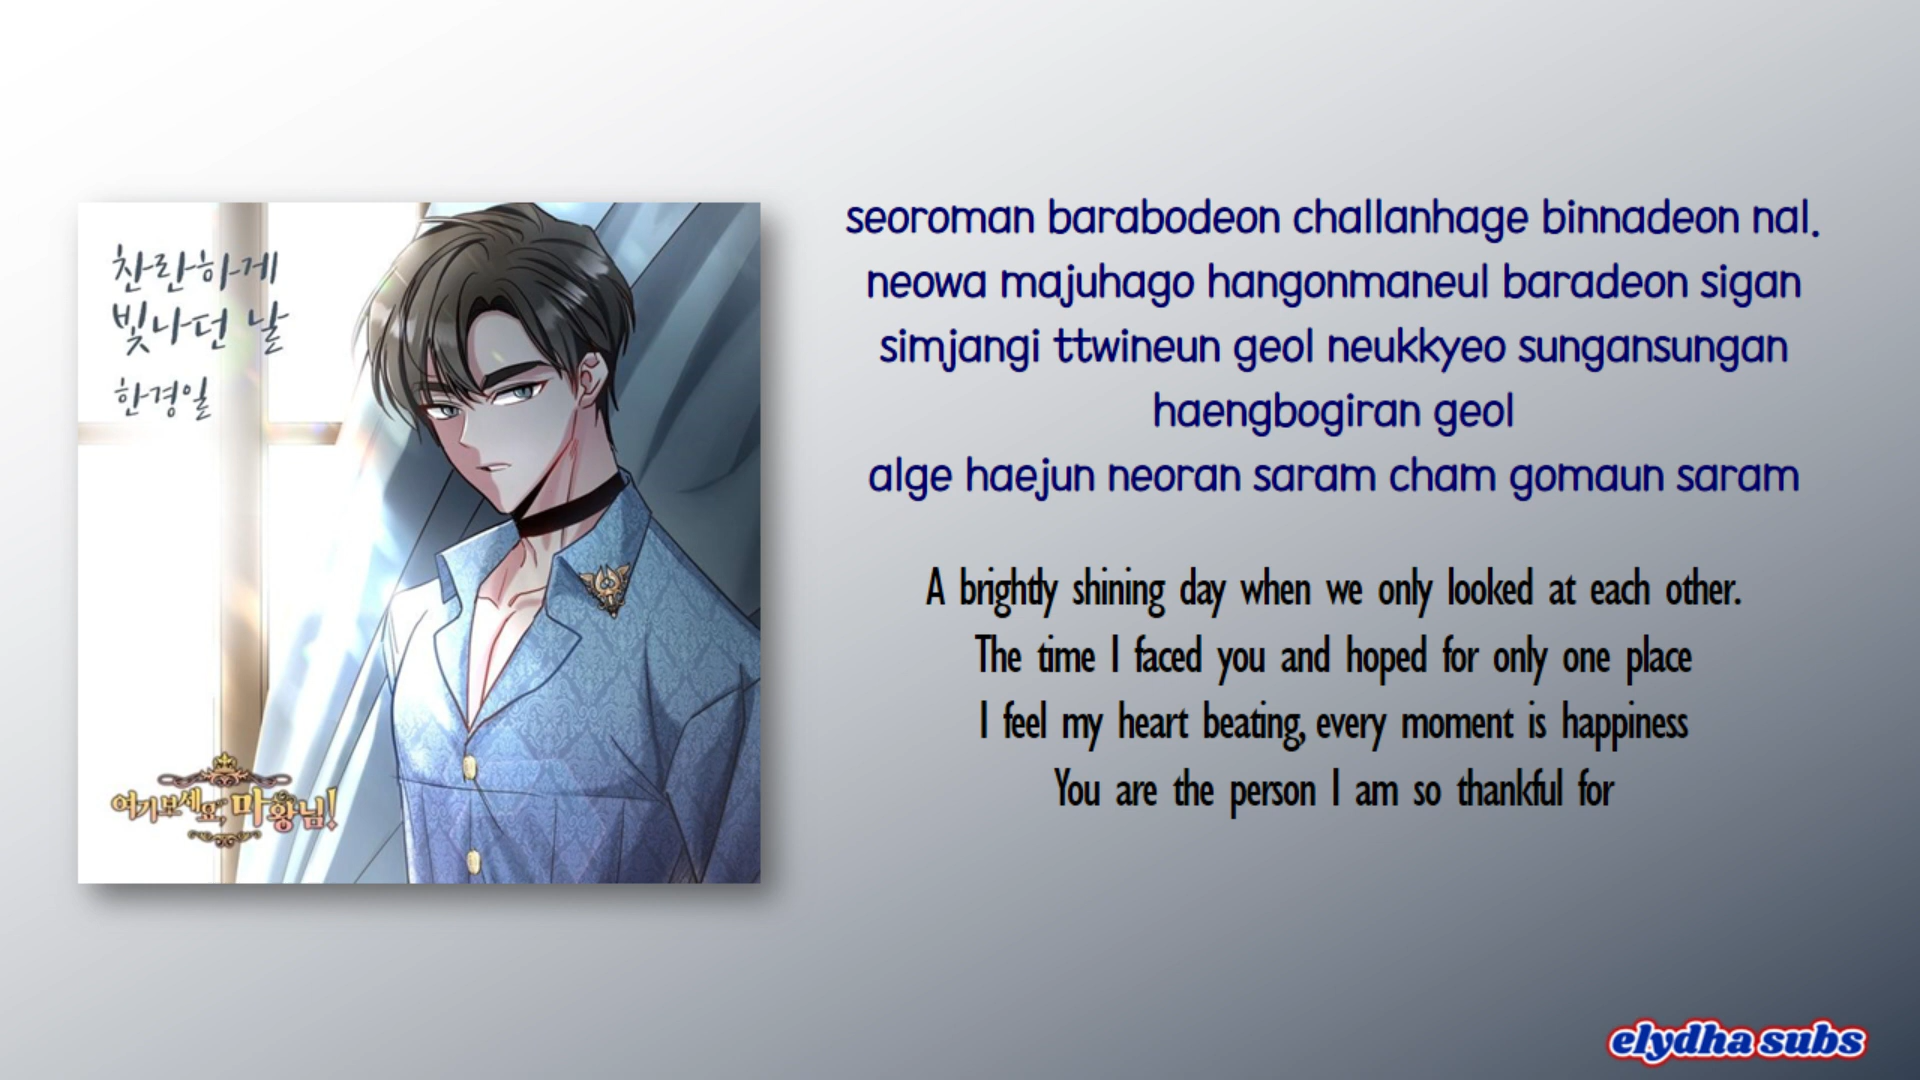 찬란하게
빛나던 날
한경일
여기보세요, 마왕님!
seoroman barabodeon challanhage binnadeon nal.
neowa majuhago hangonmaneul baradeon sigan
simjangi ttwineun geol neukkyeo sungansungan
haengbogiran geol
alge haejun neoran saram cham gomaun saram
A brightly shining day when we only looked at each other.
The time I faced you and hoped for only one place
I feel my heart beating, every moment is happiness
You are the person I am so thankful for
elydha subs